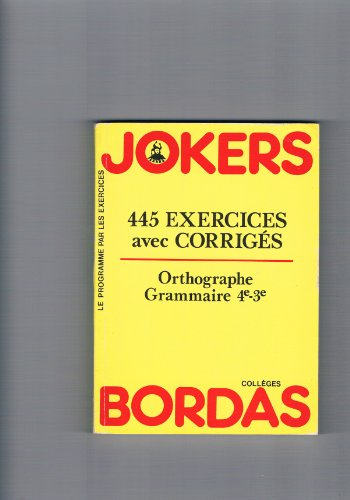 JOKERS
445 EXERCICES
avec CORRIGÉS
Orthographe
Grammaire 4e-3e
COLLÈGES
BORDAS
LE PROGRAMME PAR LES EXERCICES